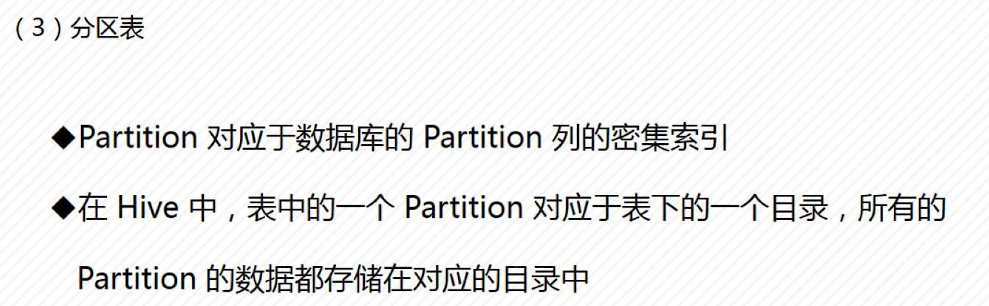 （3）分区表
◆Partition 对应于数据库的 Partition 列的密集索引
◆在 Hive 中，表中的一个 Partition 对应于表下的一个目录，所有的
Partition 的数据都存储在对应的目录中